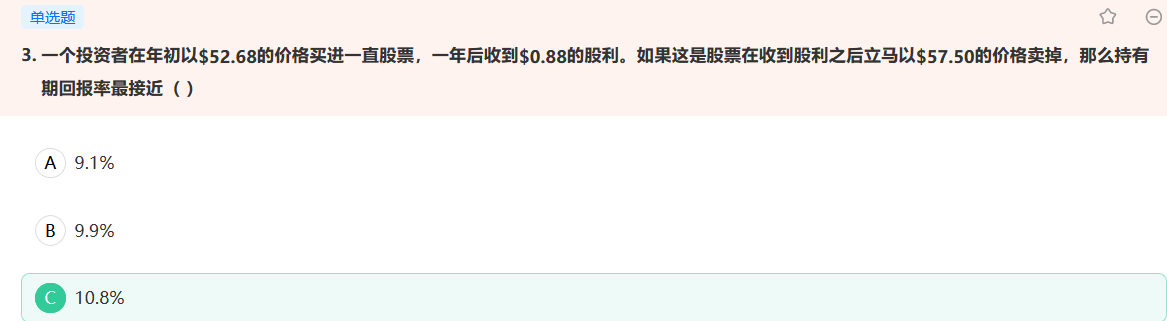 单选题
3. 一个投资者在年初以$52.68的价格买进一直股票，一年后收到$0.88的股利。如果这是股票在收到股利之后立马以$57.50的价格卖掉，那么持有
期回报率最接近（ ）
A 9.1%
B 9.9%
C 10.8%